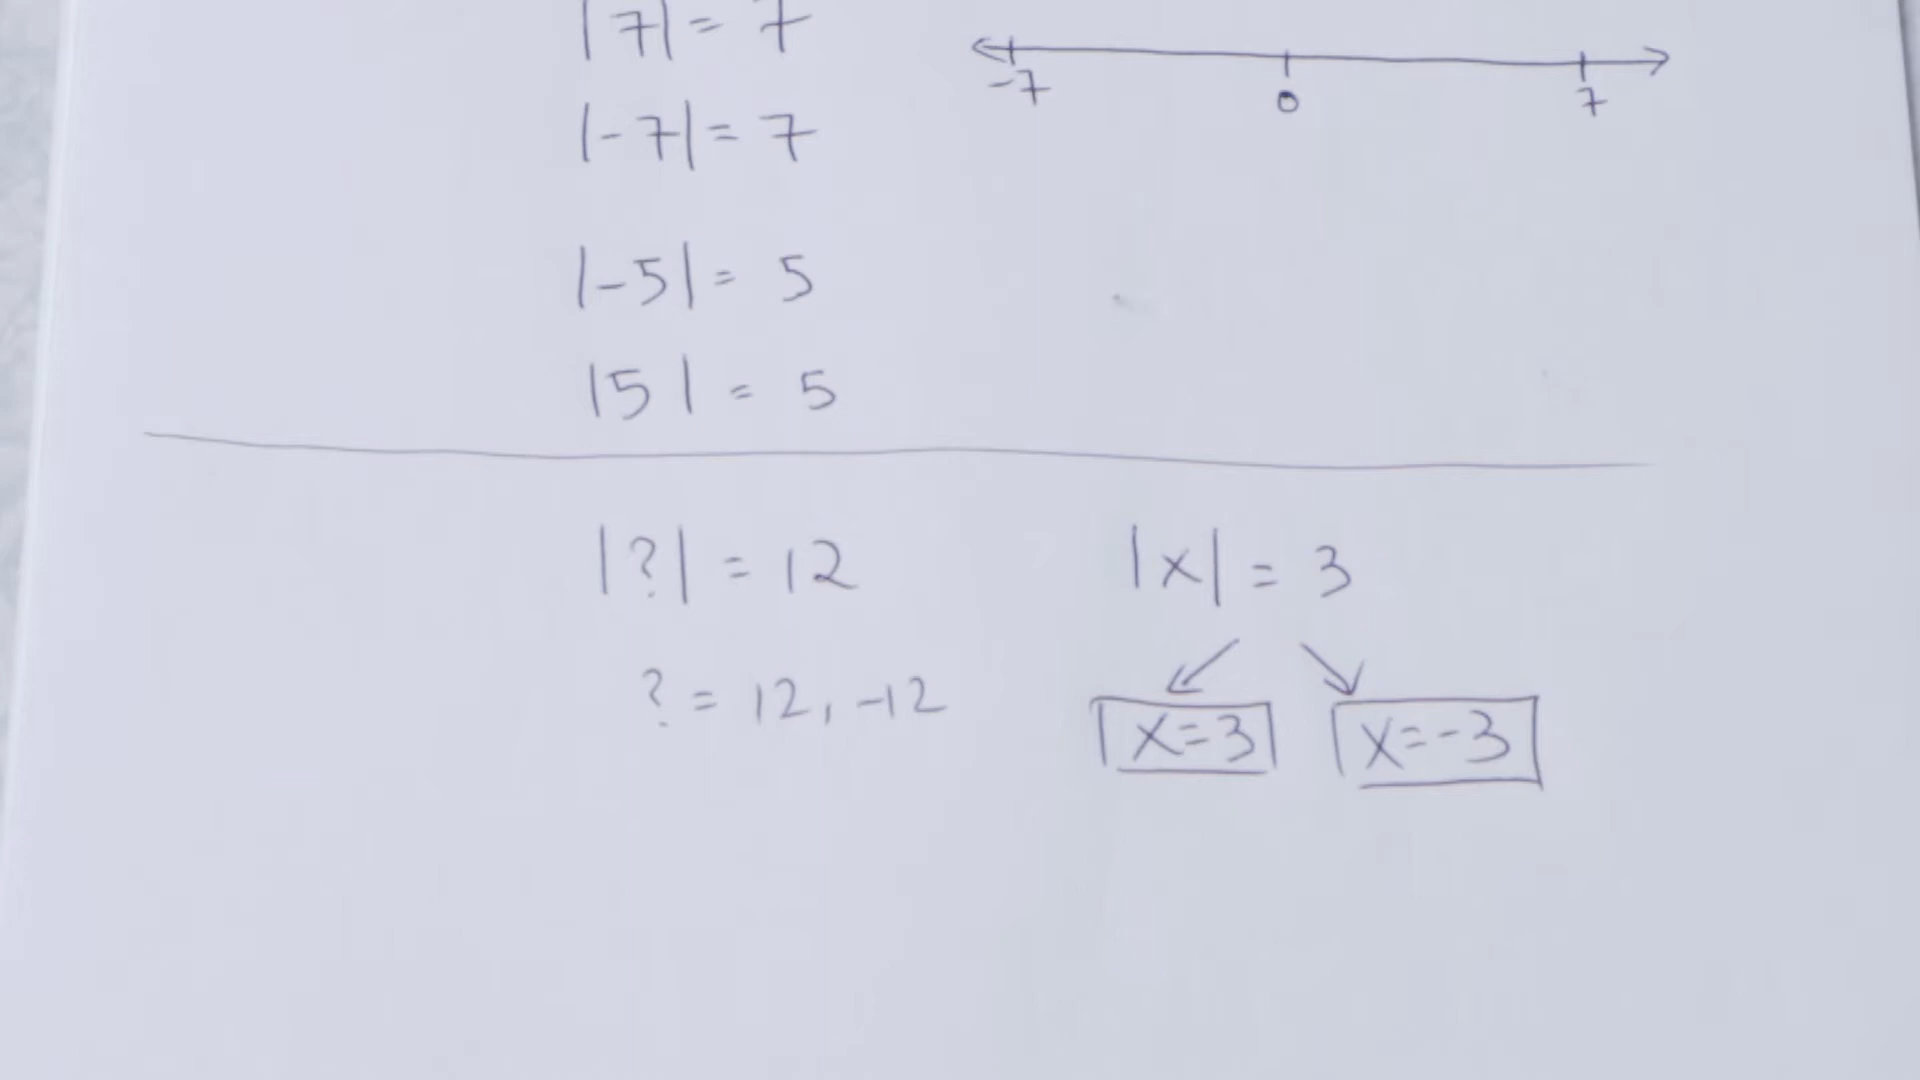 |7| = 7
-7 0 7
|-7| = 7
|-5| = 5
|5| = 5
|?| = 12
|x| = 3
? = 12, -12
x=3
x=-3